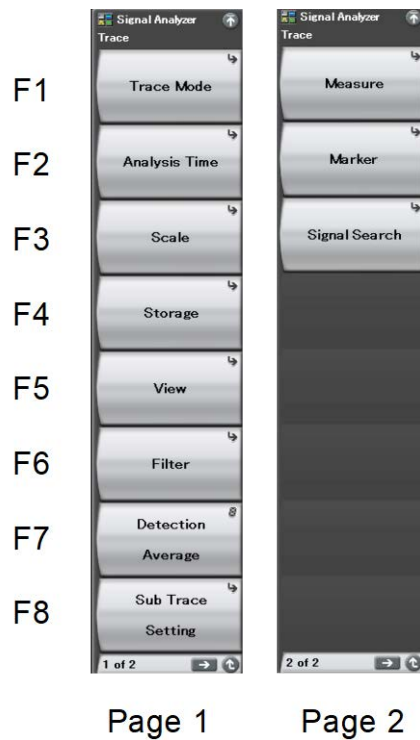 Signal Analyzer
Trace
F1
Trace Mode
F2
Analysis Time
F3
Scale
F4
Storage
F5
View
F6
Filter
F7
Detection
Average
F8
Sub Trace
Setting
1 of 2
Page 1
Signal Analyzer
Trace
Measure
Marker
Signal Search
2 of 2
Page 2